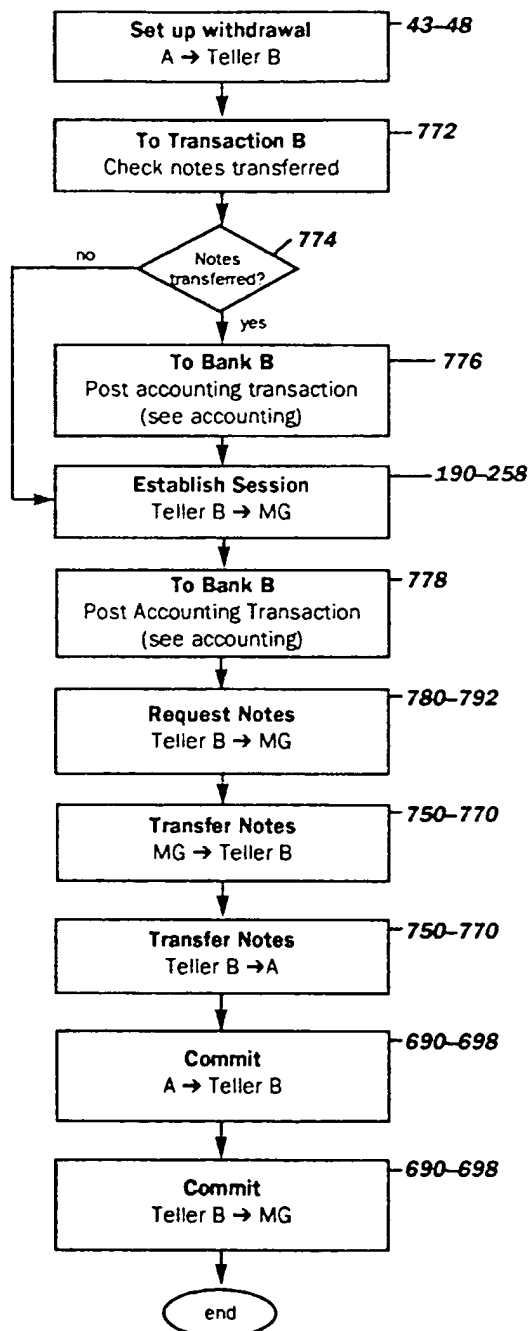 Set up withdrawal
A → Teller B
43–48
To Transaction B
Check notes transferred
772
Notes
transferred?
774
no
yes
To Bank B
Post accounting transaction
(see accounting)
776
Establish Session
Teller B → MG
190–258
To Bank B
Post Accounting Transaction
(see accounting)
778
Request Notes
Teller B → MG
780–792
Transfer Notes
MG → Teller B
750–770
Transfer Notes
Teller B →A
750–770
Commit
A → Teller B
690–698
Commit
Teller B → MG
690–698
end